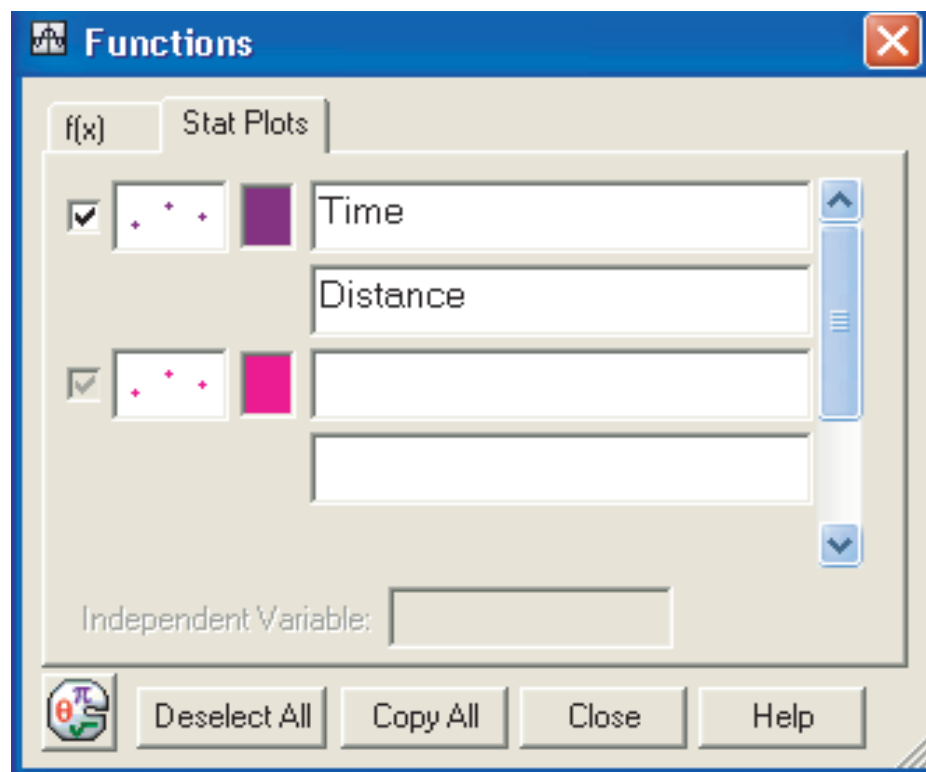 Functions
f(x)
Stat Plots
Time
Distance
Independent Variable:
θ π
Deselect All
Copy All
Close
Help